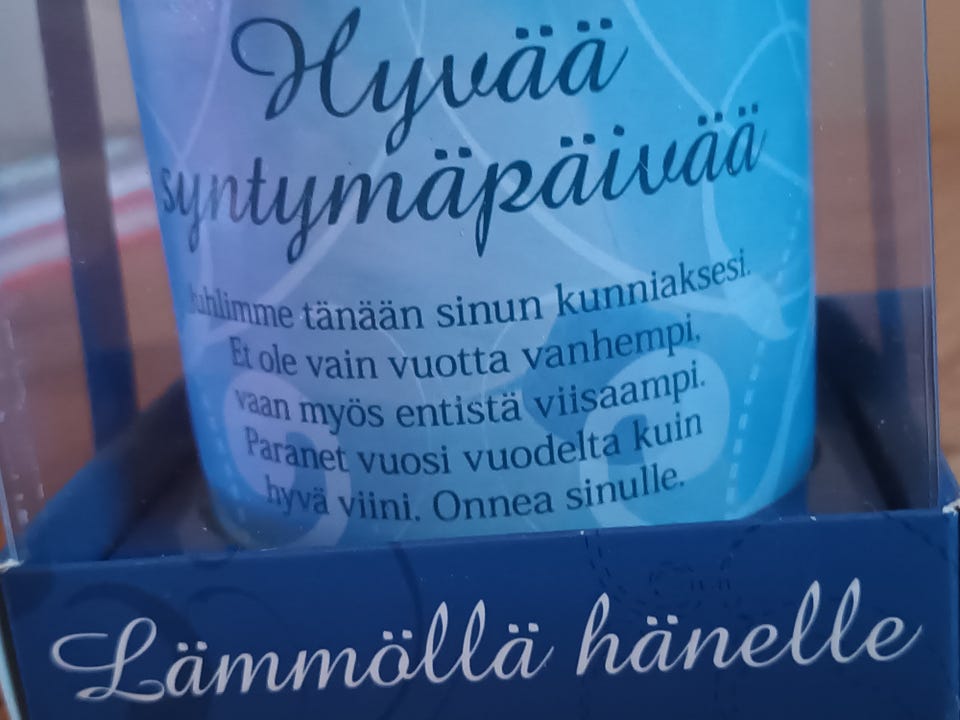 Hyvää
syntymäpäivää
Juhlimme tänään sinun kunniaksesi.
Et ole vain vuotta vanhempi,
vaan myös entistä viisaampi.
Paranet vuosi vuodelta kuin
hyvä viini. Onnea sinulle.
Lämmöllä hänelle